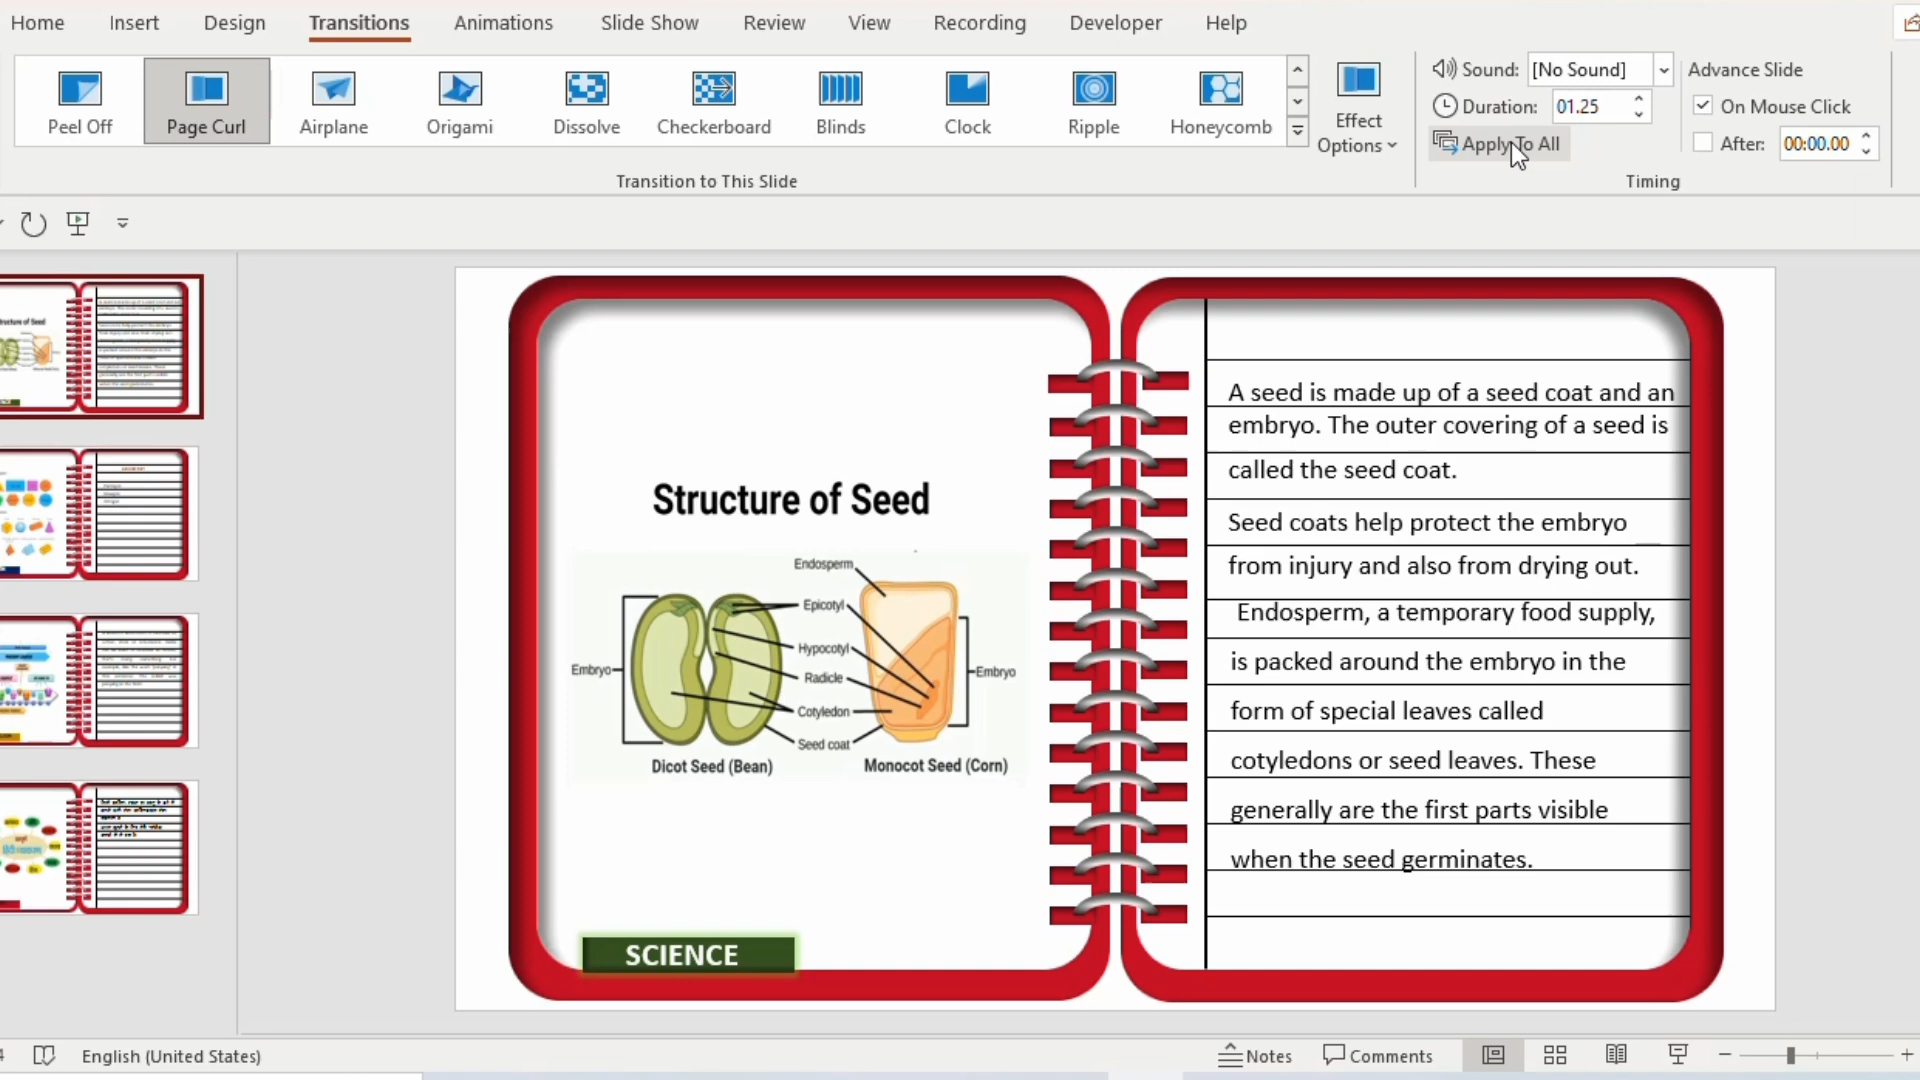 Home Insert Design Transitions Animations Slide Show Review View Recording Developer Help
Peel Off Page Curl Airplane Origami Dissolve Checkerboard Blinds Clock Ripple Honeycomb
Effect
Options
Sound: [No Sound]
Duration: 01.25
Apply To All
Advance Slide
On Mouse Click
After: 00:00.00
Transition to This Slide
Timing
Structure of Seed
Endosperm
Epicotyl
Hypocotyl
Embryo
Radicle
Embryo
Cotyledon
Seed coat
Dicot Seed (Bean)
Monocot Seed (Corn)
SCIENCE
A seed is made up of a seed coat and an
embryo. The outer covering of a seed is
called the seed coat.
Seed coats help protect the embryo
from injury and also from drying out.
Endosperm, a temporary food supply,
is packed around the embryo in the
form of special leaves called
cotyledons or seed leaves. These
generally are the first parts visible
when the seed germinates.
English (United States)
Notes Comments